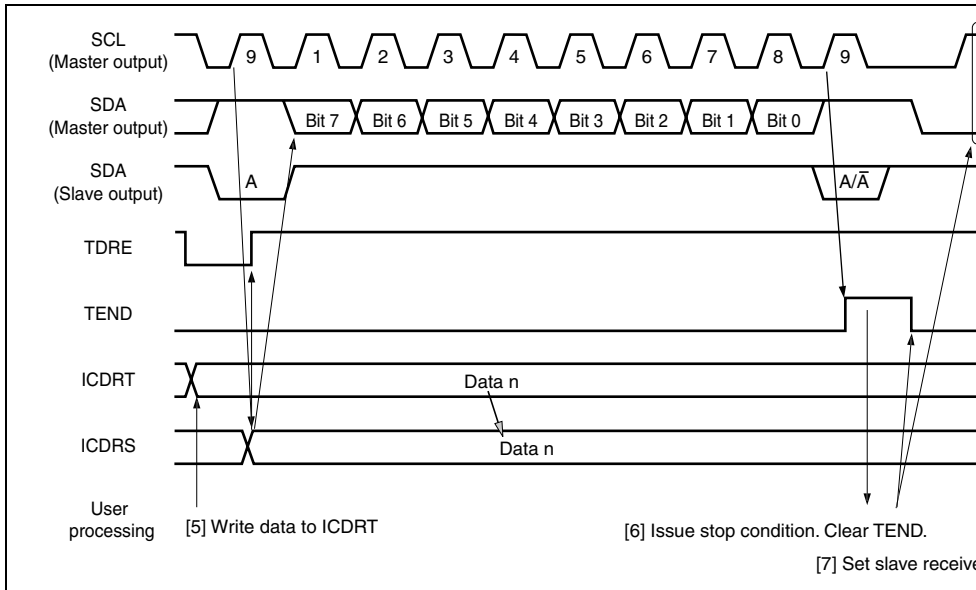 SCL
(Master output)
9 1 2 3 4 5 6 7 8 9
SDA
(Master output)
Bit 7 Bit 6 Bit 5 Bit 4 Bit 3 Bit 2 Bit 1 Bit 0
SDA
(Slave output)
A A/A̅
TDRE
TEND
ICDRT
Data n
ICDRS
Data n
User
processing
[5] Write data to ICDRT
[6] Issue stop condition. Clear TEND.
[7] Set slave receive